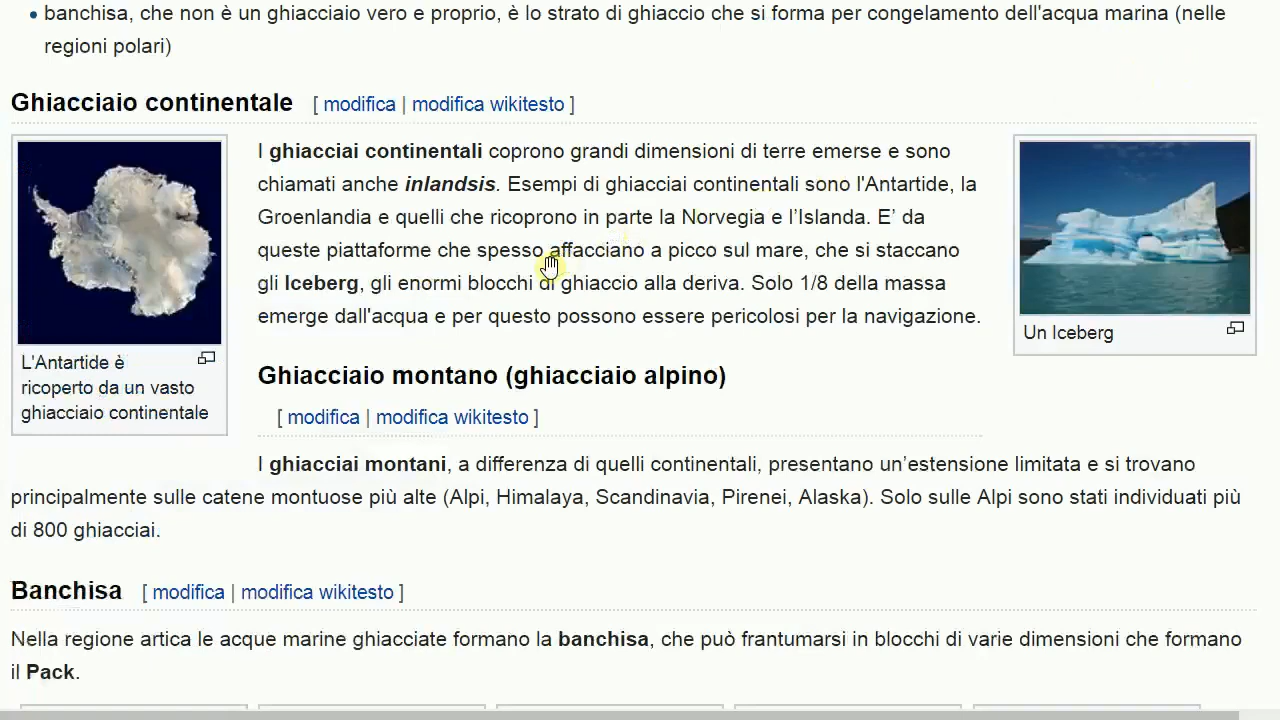 banchisa, che non è un ghiacciaio vero e proprio, è lo strato di ghiaccio che si forma per congelamento dell'acqua marina (nelle
regioni polari)
Ghiacciaio continentale [ modifica | modifica wikitesto ]
I ghiacciai continentali coprono grandi dimensioni di terre emerse e sono
chiamati anche inlandsis. Esempi di ghiacciai continentali sono l'Antartide, la
Groenlandia e quelli che ricoprono in parte la Norvegia e l’Islanda. E’ da
queste piattaforme che spesso affacciano a picco sul mare, che si staccano
gli Iceberg, gli enormi blocchi di ghiaccio alla deriva. Solo 1/8 della massa
emerge dall'acqua e per questo possono essere pericolosi per la navigazione.
L'Antartide è
ricoperto da un vasto
ghiacciaio continentale
Un Iceberg
Ghiacciaio montano (ghiacciaio alpino)
[ modifica | modifica wikitesto ]
I ghiacciai montani, a differenza di quelli continentali, presentano un’estensione limitata e si trovano
principalmente sulle catene montuose più alte (Alpi, Himalaya, Scandinavia, Pirenei, Alaska). Solo sulle Alpi sono stati individuati più
di 800 ghiacciai.
Banchisa [ modifica | modifica wikitesto ]
Nella regione artica le acque marine ghiacciate formano la banchisa, che può frantumarsi in blocchi di varie dimensioni che formano
il Pack.